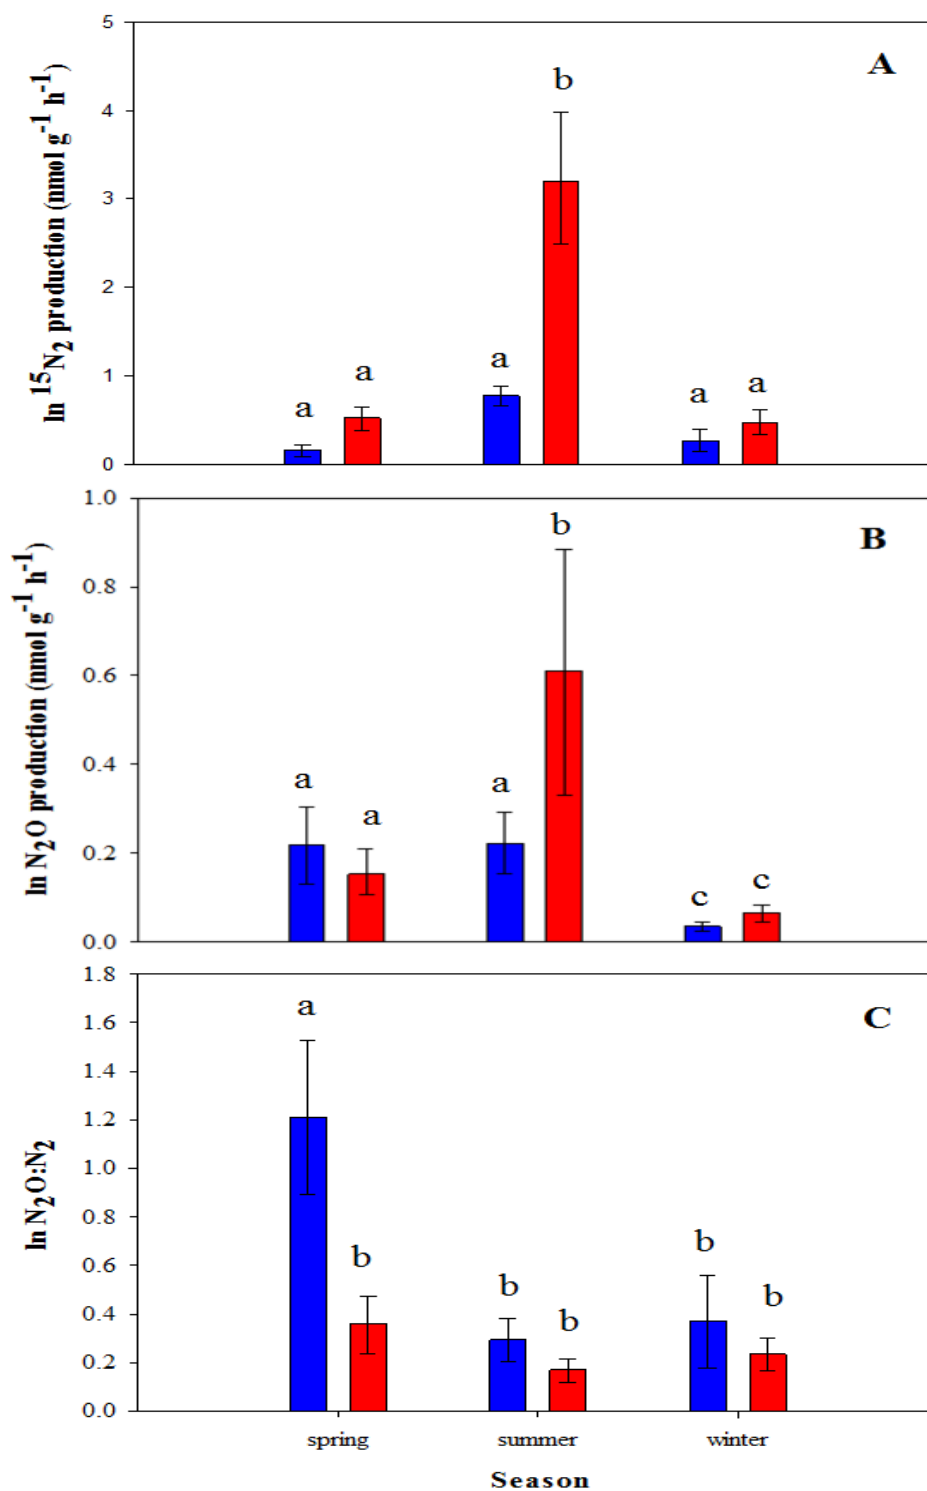 A
ln ¹⁵N₂ production (nmol g⁻¹ h⁻¹)
5
4
3
2
1
0
a
a
a
b
a
a
B
ln N₂O production (nmol g⁻¹ h⁻¹)
1.0
0.8
0.6
0.4
0.2
0.0
a
a
a
b
c
c
C
ln N₂O:N₂
1.8
1.6
1.4
1.2
1.0
0.8
0.6
0.4
0.2
0.0
a
b
b
b
b
b
spring summer winter
Season